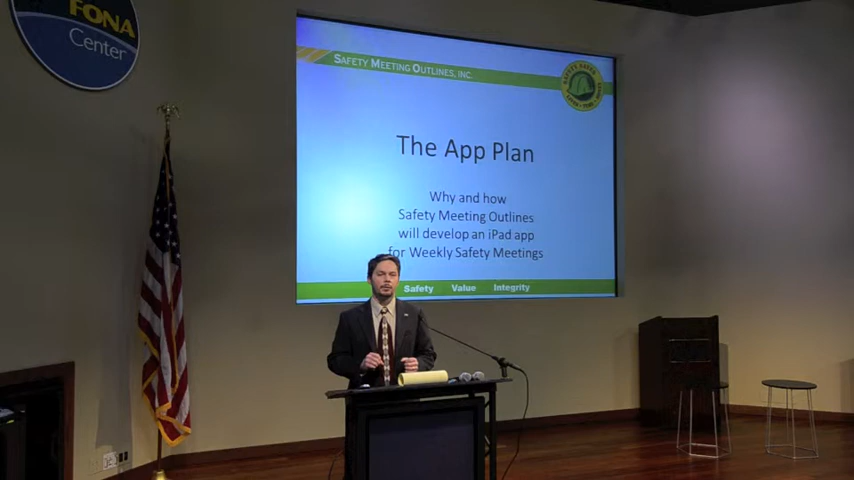 FONA
Center
SAFETY MEETING OUTLINES, INC.
The App Plan
Why and how
Safety Meeting Outlines
will develop an iPad app
for Weekly Safety Meetings
Safety Value Integrity